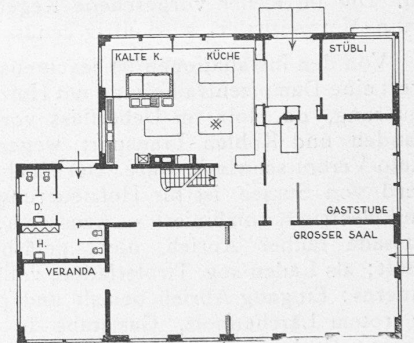 KALTE K. KÜCHE
STÜBLI
D.
GASTSTUBE
H.
GROSSER SAAL
VERANDA